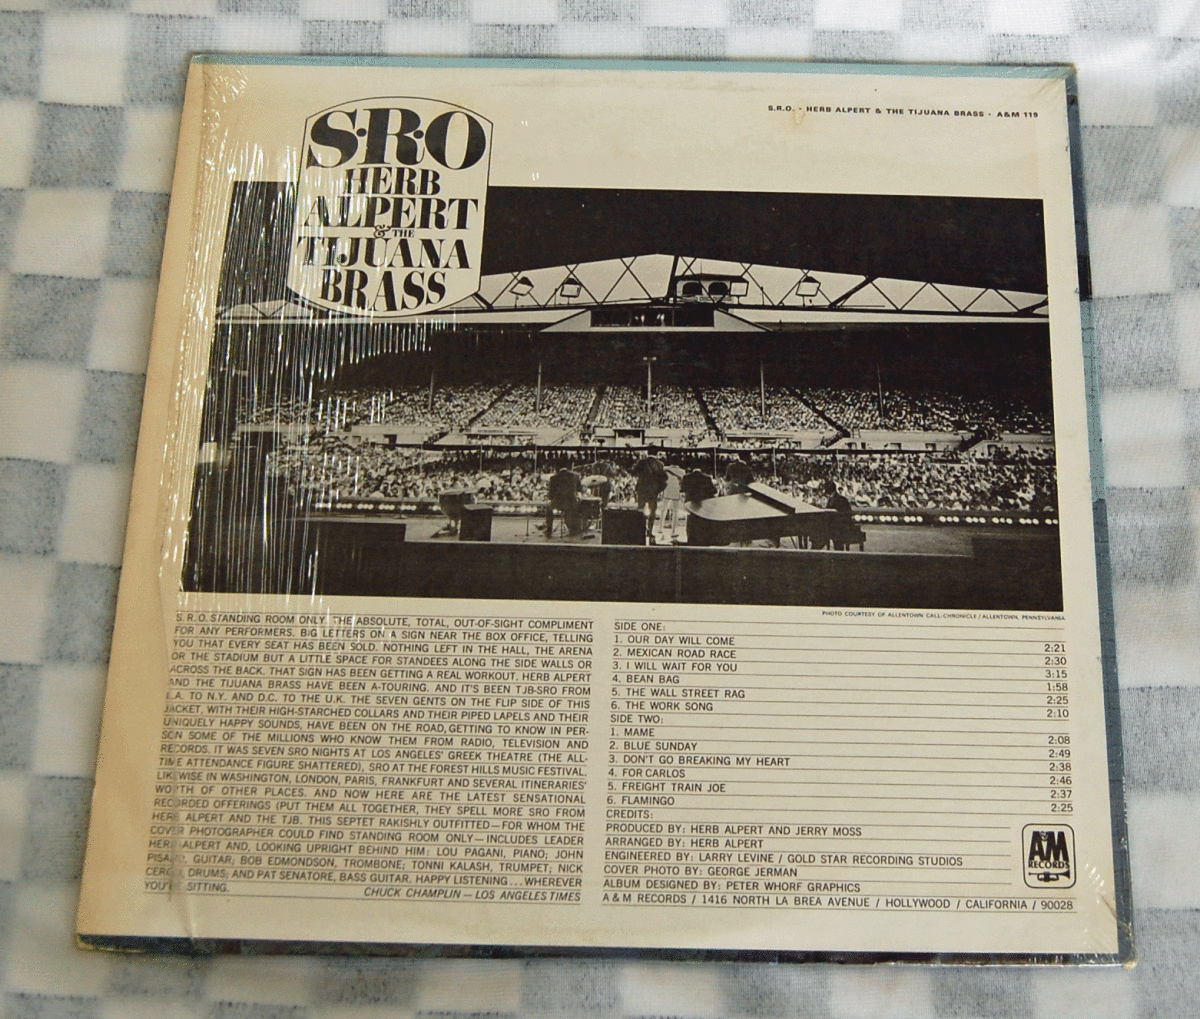 S.R.O. • HERB ALPERT & THE TIJUANA BRASS • A&M 119
S.R.O
HERB
ALPERT
& THE
TIJUANA
BRASS
PHOTO COURTESY OF ALLENTOWN CALL-CHRONICLE / ALLENTOWN, PENNSYLVANIA
S.R.O. STANDING ROOM ONLY. THE ABSOLUTE, TOTAL, OUT-OF-SIGHT COMPLIMENT
FOR ANY PERFORMERS. BIG LETTERS ON A SIGN NEAR THE BOX OFFICE, TELLING
YOU THAT EVERY SEAT HAS BEEN SOLD. NOTHING LEFT IN THE HALL, THE ARENA
OR THE STADIUM BUT A LITTLE SPACE FOR STANDEES ALONG THE SIDE WALLS OR
ACROSS THE BACK. THAT SIGN HAS BEEN GETTING A REAL WORKOUT. HERB ALPERT
AND THE TIJUANA BRASS HAVE BEEN A-TOURING. AND IT'S BEEN TJB-SRO FROM
L.A. TO N.Y. AND D.C. TO THE U.K. THE SEVEN GENTS ON THE FLIP SIDE OF THIS
JACKET, WITH THEIR HIGH-STARCHED COLLARS AND THEIR PIPED LAPELS AND THEIR
UNIQUELY HAPPY SOUNDS, HAVE BEEN ON THE ROAD, GETTING TO KNOW IN PER-
SON SOME OF THE MILLIONS WHO KNOW THEM FROM RADIO, TELEVISION AND
RECORDS. IT WAS SEVEN SRO NIGHTS AT LOS ANGELES' GREEK THEATRE (THE ALL-
TIME ATTENDANCE FIGURE SHATTERED), SRO AT THE FOREST HILLS MUSIC FESTIVAL.
LIKEWISE IN WASHINGTON, LONDON, PARIS, FRANKFURT AND SEVERAL ITINERARIES'
WORTH OF OTHER PLACES. AND NOW HERE ARE THE LATEST SENSATIONAL
RECORDED OFFERINGS (PUT THEM ALL TOGETHER, THEY SPELL MORE SRO FROM
HERB ALPERT AND THE TJB. THIS SEPTET RAKISHLY OUTFITTED—FOR WHOM THE
COVER PHOTOGRAPHER COULD FIND STANDING ROOM ONLY—INCLUDES LEADER
HERB ALPERT AND, LOOKING UPRIGHT BEHIND HIM: LOU PAGANI, PIANO; JOHN
PISANO, GUITAR; BOB EDMONDSON, TROMBONE; TONNI KALASH, TRUMPET; NICK
CEROLI, DRUMS; AND PAT SENATORE, BASS GUITAR. HAPPY LISTENING...WHEREVER
YOU'RE SITTING. CHUCK CHAMPLIN — LOS ANGELES TIMES
SIDE ONE:
1. OUR DAY WILL COME 2:21
2. MEXICAN ROAD RACE 2:30
3. I WILL WAIT FOR YOU 3:15
4. BEAN BAG 1:58
5. THE WALL STREET RAG 2:25
6. THE WORK SONG 2:10
SIDE TWO:
1. MAME 2:08
2. BLUE SUNDAY 2:49
3. DON'T GO BREAKING MY HEART 2:38
4. FOR CARLOS 2:46
5. FREIGHT TRAIN JOE 2:37
6. FLAMINGO 2:25
CREDITS:
PRODUCED BY: HERB ALPERT AND JERRY MOSS
ARRANGED BY: HERB ALPERT
ENGINEERED BY: LARRY LEVINE / GOLD STAR RECORDING STUDIOS
COVER PHOTO BY: GEORGE JERMAN
ALBUM DESIGNED BY: PETER WHORF GRAPHICS
A & M RECORDS / 1416 NORTH LA BREA AVENUE / HOLLYWOOD / CALIFORNIA / 90028
A&M
RECORDS